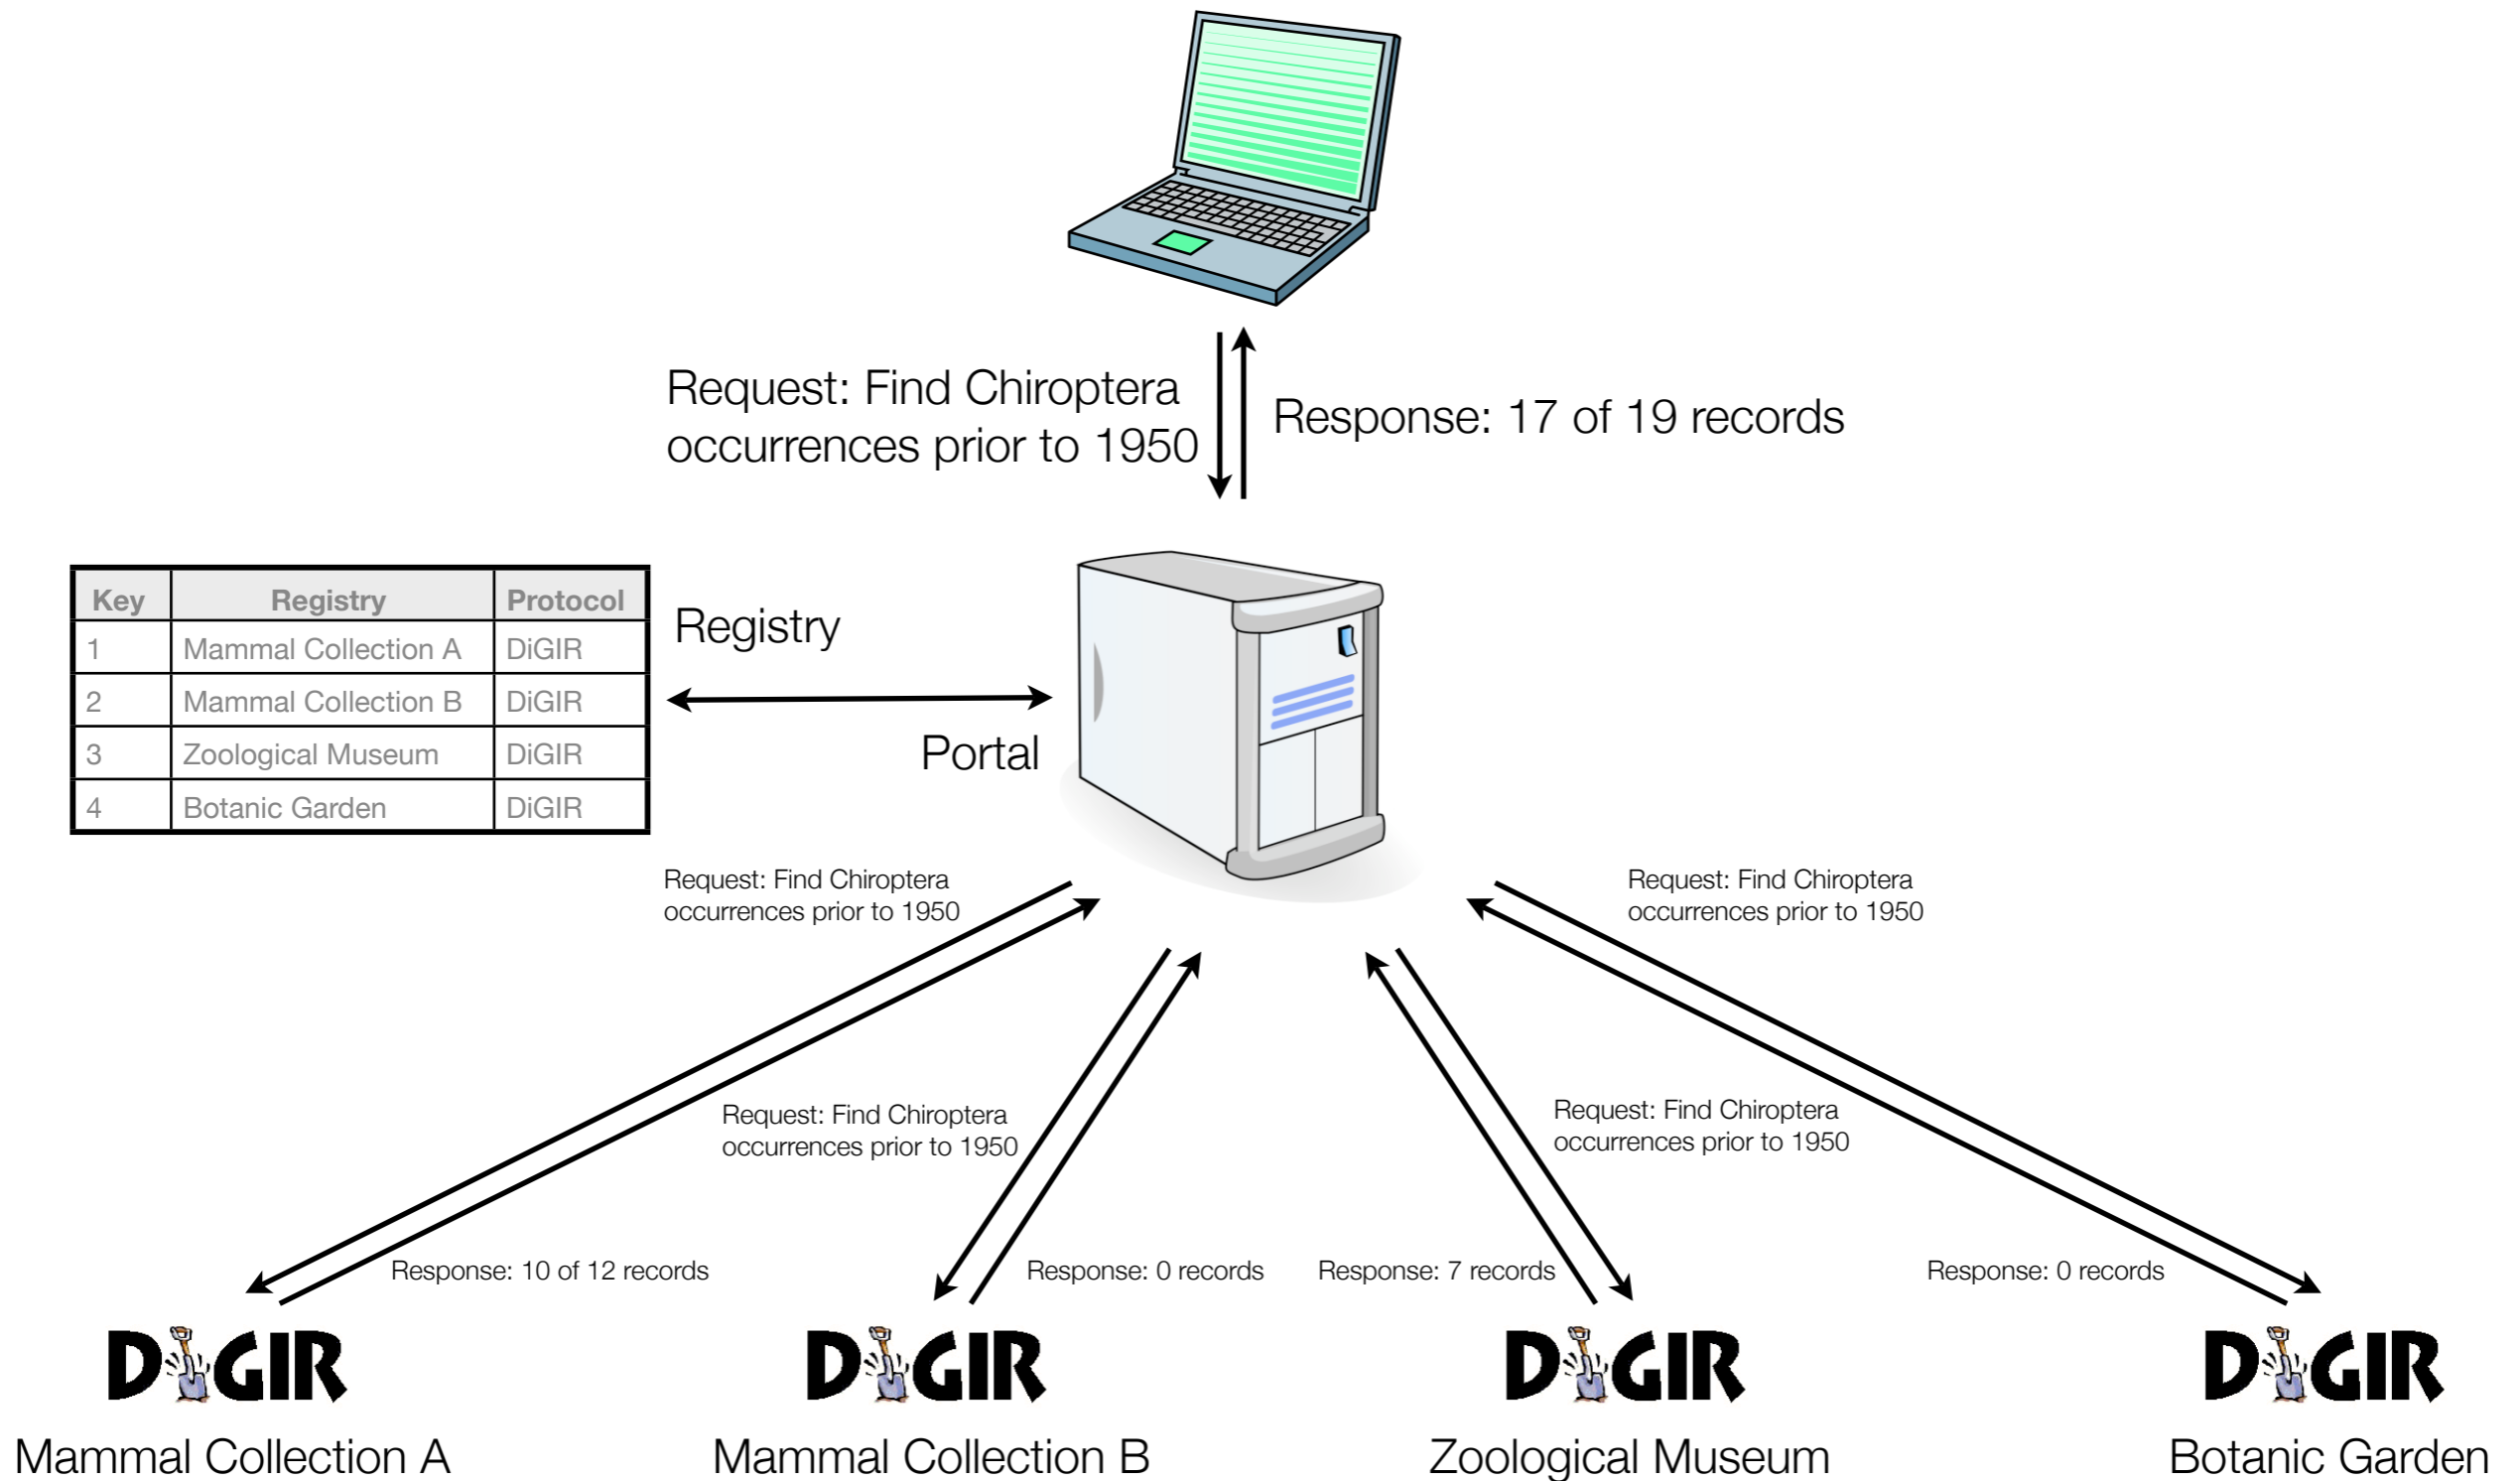 Request: Find Chiroptera
occurrences prior to 1950
Response: 17 of 19 records
Key Registry Protocol
1 Mammal Collection A DiGIR
2 Mammal Collection B DiGIR
3 Zoological Museum DiGIR
4 Botanic Garden DiGIR
Registry
Portal
Request: Find Chiroptera
occurrences prior to 1950
Request: Find Chiroptera
occurrences prior to 1950
Request: Find Chiroptera
occurrences prior to 1950
Request: Find Chiroptera
occurrences prior to 1950
Response: 10 of 12 records
Response: 0 records
Response: 7 records
Response: 0 records
DiGIR
DiGIR
DiGIR
DiGIR
Mammal Collection A
Mammal Collection B
Zoological Museum
Botanic Garden